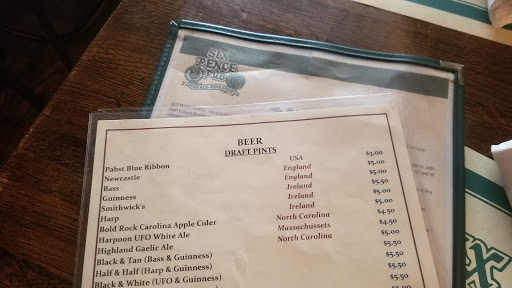 SIX
PENCE
PUB
BEER
DRAFT PINTS
Pabst Blue Ribbon USA $3.00
Newcastle England $5.00
Bass England $5.00
Guinness Ireland $5.50
Smithwick's Ireland $5.00
Harp Ireland $5.00
Bold Rock Carolina Apple Cider North Carolina $4.50
Harpoon UFO White Ale Massachussets $4.50
Highland Gaelic Ale North Carolina $5.00
Black & Tan (Bass & Guinness) $5.50
Half & Half (Harp & Guinness) $5.50
Black & White (UFO & Guinness) $5.50